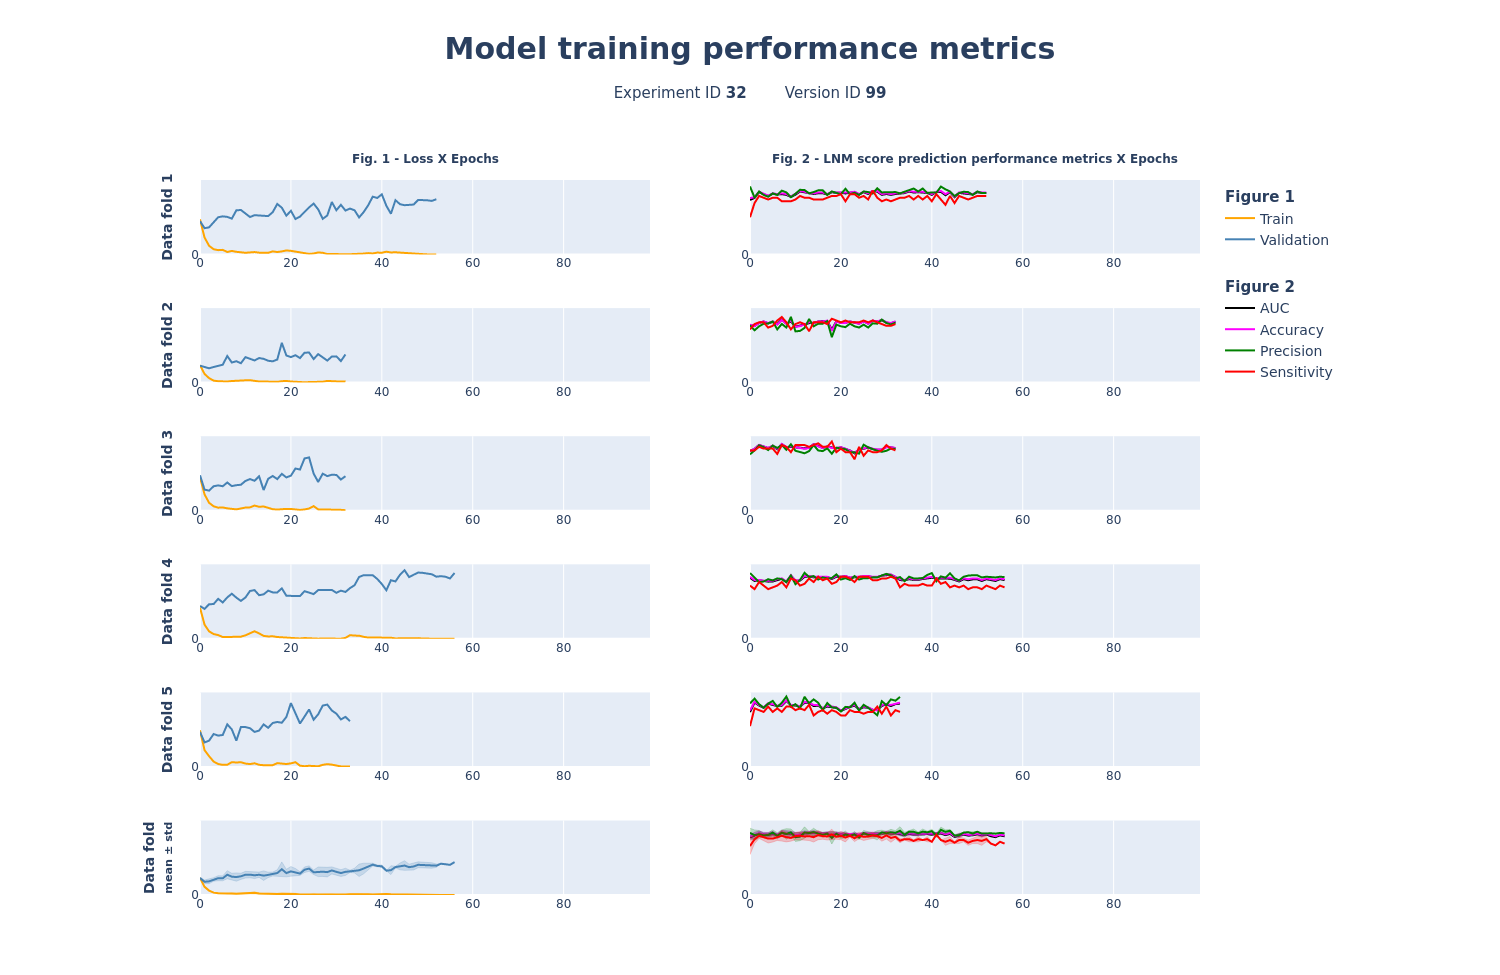 Model training performance metrics
Experiment ID 32 Version ID 99
Fig. 1 - Loss X Epochs
Fig. 2 - LNM score prediction performance metrics X Epochs
Data fold 1
0
0 20 40 60 80
0
0 20 40 60 80
Data fold 2
0
0 20 40 60 80
0
0 20 40 60 80
Data fold 3
0
0 20 40 60 80
0
0 20 40 60 80
Data fold 4
0
0 20 40 60 80
0
0 20 40 60 80
Data fold 5
0
0 20 40 60 80
0
0 20 40 60 80
Data fold
mean ± std
0
0 20 40 60 80
0
0 20 40 60 80
Figure 1
Train
Validation
Figure 2
AUC
Accuracy
Precision
Sensitivity